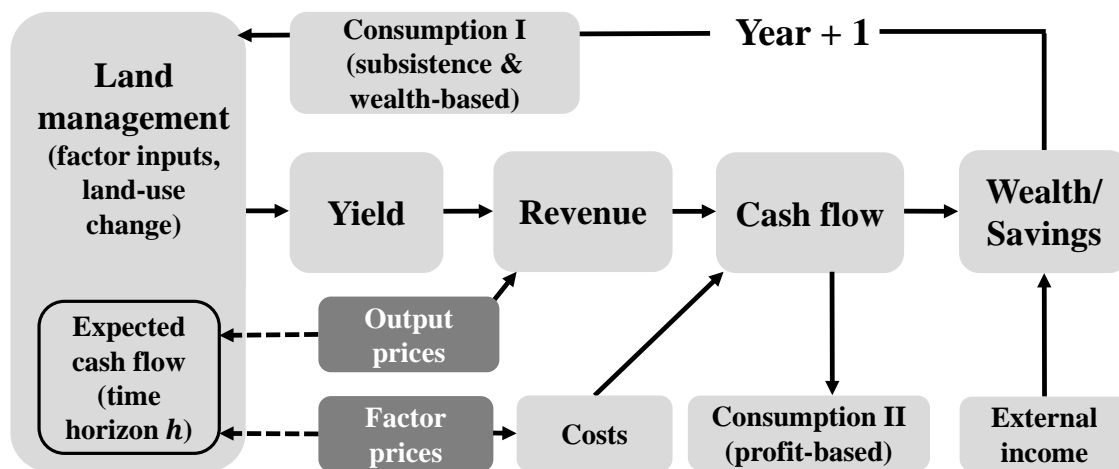 Land
management
(factor inputs,
land-use
change)
Consumption I
(subsistence &
wealth-based)
Year + 1
Yield
Revenue
Cash flow
Wealth/
Savings
Expected
cash flow
(time
horizon h)
Output
prices
Factor
prices
Costs
Consumption II
(profit-based)
External
income